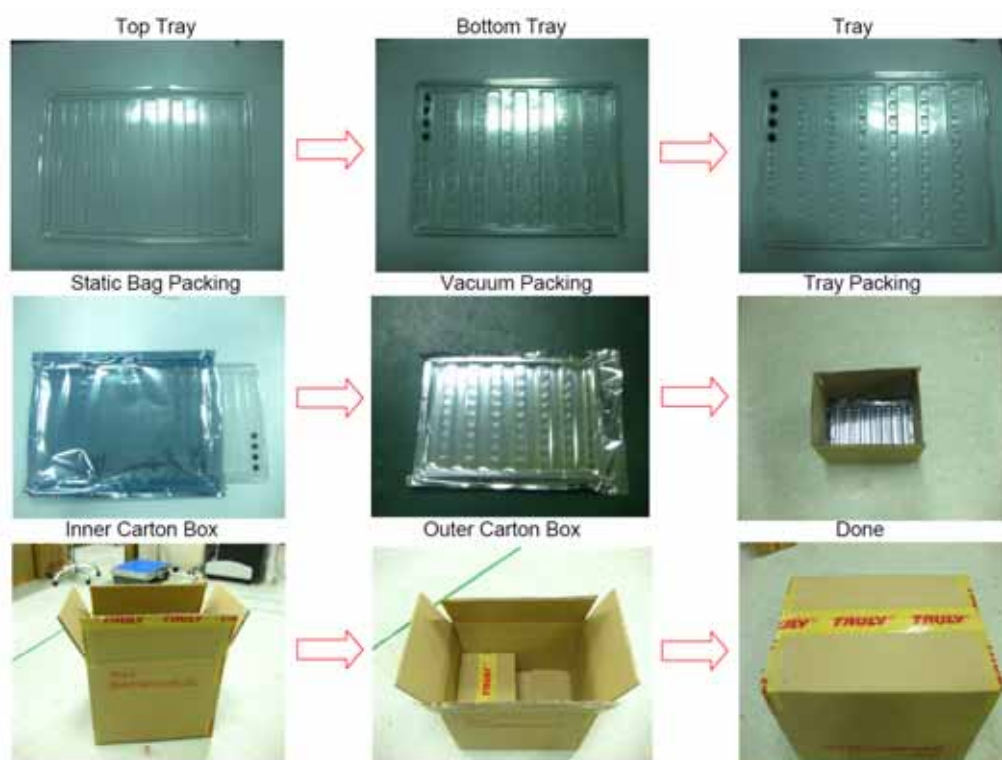 Top Tray
Bottom Tray
Tray
Static Bag Packing
Vacuum Packing
Tray Packing
Inner Carton Box
Outer Carton Box
Done
TRULY
TRULY
TRULY
TRULY
TRULY